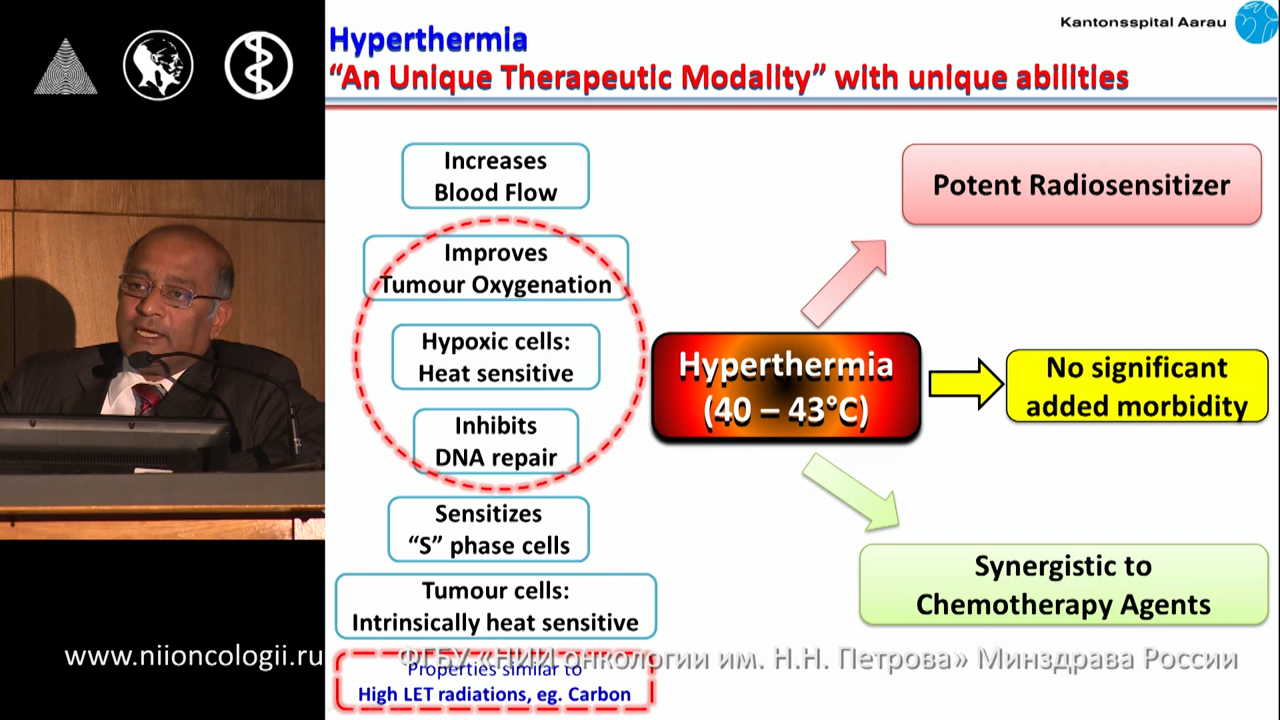 Kantonsspital Aarau
Hyperthermia
“An Unique Therapeutic Modality” with unique abilities
Increases
Blood Flow
Improves
Tumour Oxygenation
Hypoxic cells:
Heat sensitive
Inhibits
DNA repair
Sensitizes
“S” phase cells
Tumour cells:
Intrinsically heat sensitive
Properties similar to
High LET radiations, eg. Carbon
Hyperthermia
(40 – 43°C)
Potent Radiosensitizer
No significant
added morbidity
Synergistic to
Chemotherapy Agents
www.niioncologii.ru
ФГБУ «НИИ онкологии им. Н.Н. Петрова» Минздрава России